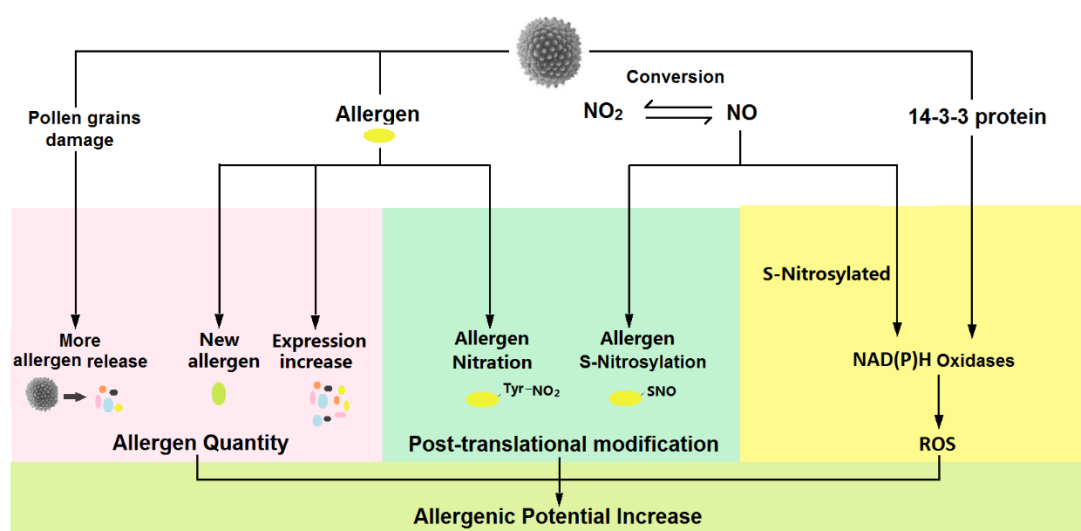 Conversion
Pollen grains
damage
Allergen
NO₂
NO
14-3-3 protein
S-Nitrosylated
More
allergen release
New
allergen
Expression
increase
Allergen
Nitration
Tyr-NO₂
Allergen
S-Nitrosylation
SNO
NAD(P)H Oxidases
ROS
Allergen Quantity
Post-translational modification
Allergenic Potential Increase